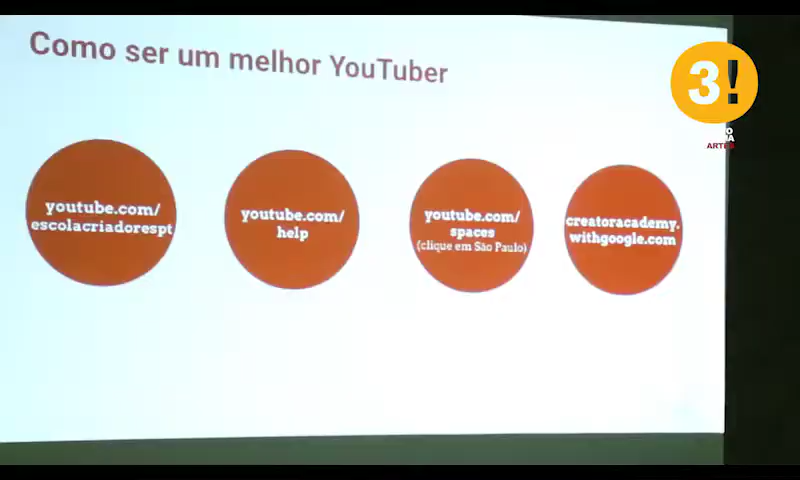 Como ser um melhor YouTuber
3!
ARTES
youtube.com/
escolacriadorespt
youtube.com/
help
youtube.com/
spaces
(clique em São Paulo)
creatoracademy.
withgoogle.com